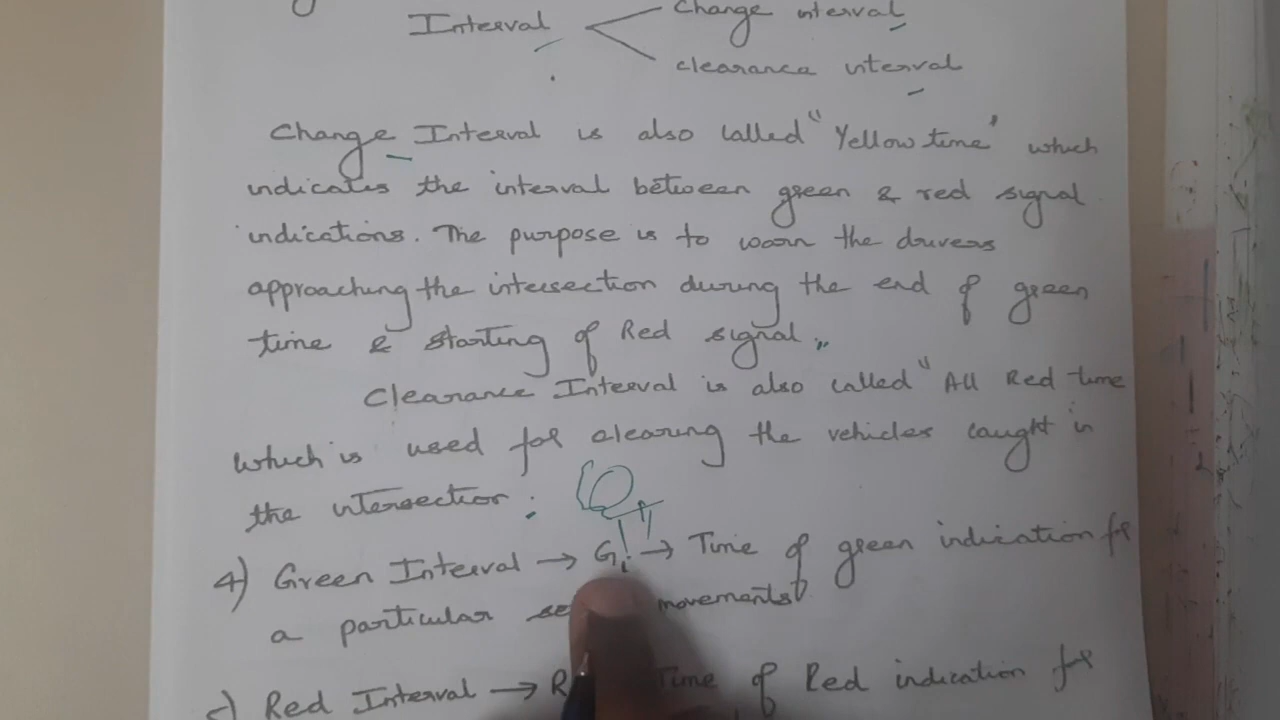 Interval
Change interval
clearance interval
Change Interval is also called "Yellow time" which
indicates the interval between green & red signal
indications. The purpose is to warn the drivers
approaching the intersection during the end of green
time & starting of Red signal.
Clearance Interval is also called "All Red time
which is used for clearing the vehicles caught in
the intersection.
4) Green Interval → Gi → Time of green indication for
a particular movements
Red Interval → R Time of Red indication for